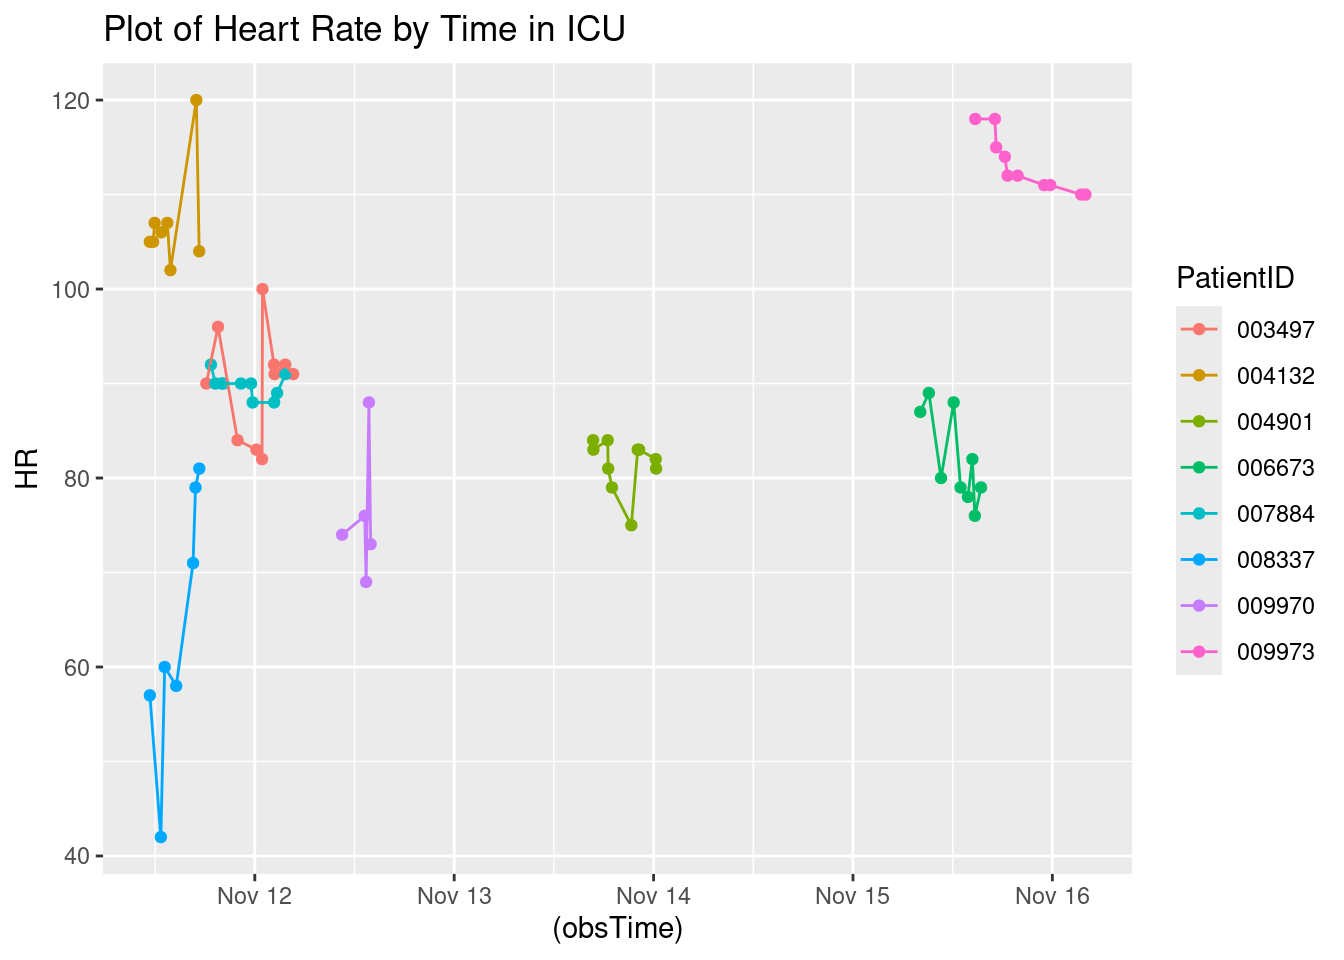 Plot of Heart Rate by Time in ICU
120
100
80
60
40
HR
Nov 12
Nov 13
Nov 14
Nov 15
Nov 16
(obsTime)
PatientID
003497
004132
004901
006673
007884
008337
009970
009973